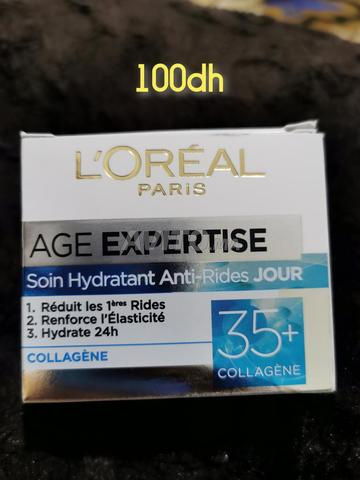 100dh
L'ORÉAL
PARIS
AGE EXPERTISE
Soin Hydratant Anti-Rides JOUR
1. Réduit les 1ères Rides
2. Renforce l'Élasticité
3. Hydrate 24h
COLLAGÈNE
35+
COLLAGÈNE